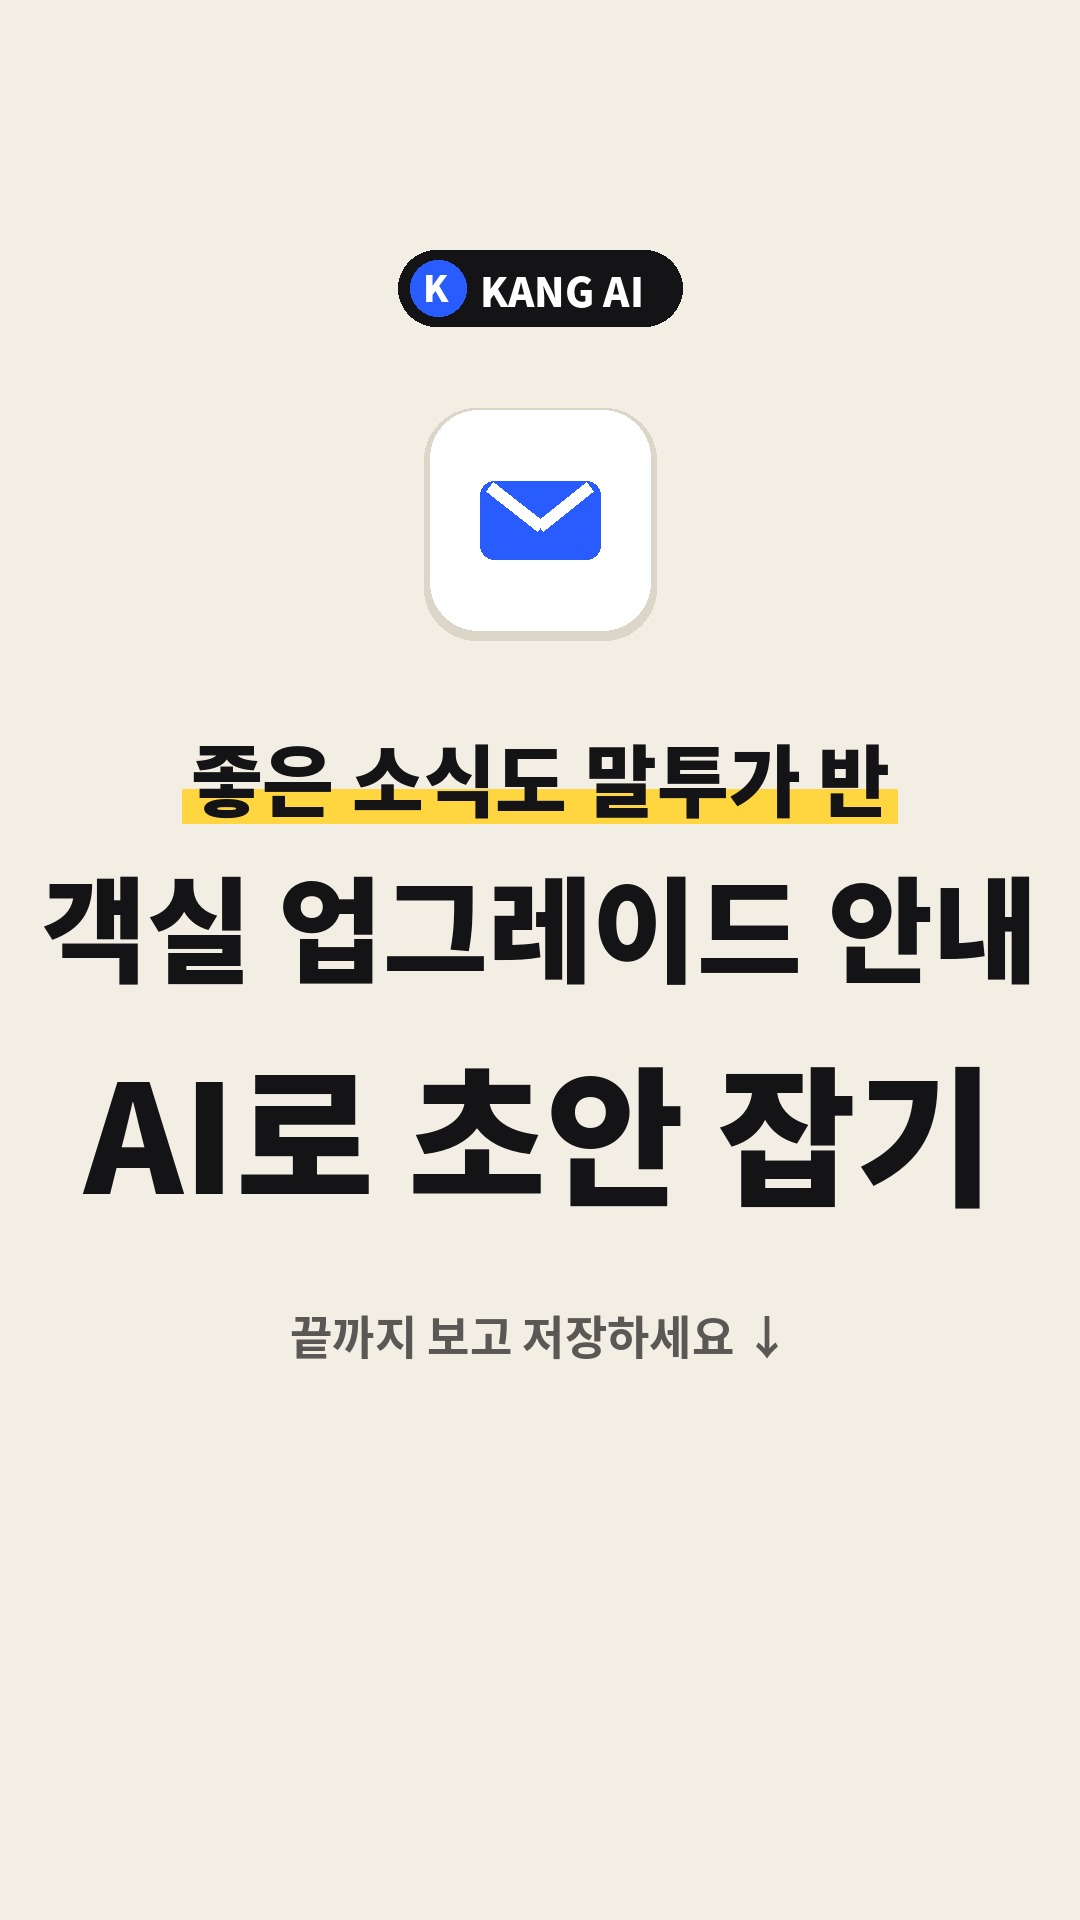 K KANG AI
좋은 소식도 말투가 반
객실 업그레이드 안내
AI로 초안 잡기
끝까지 보고 저장하세요 ↓